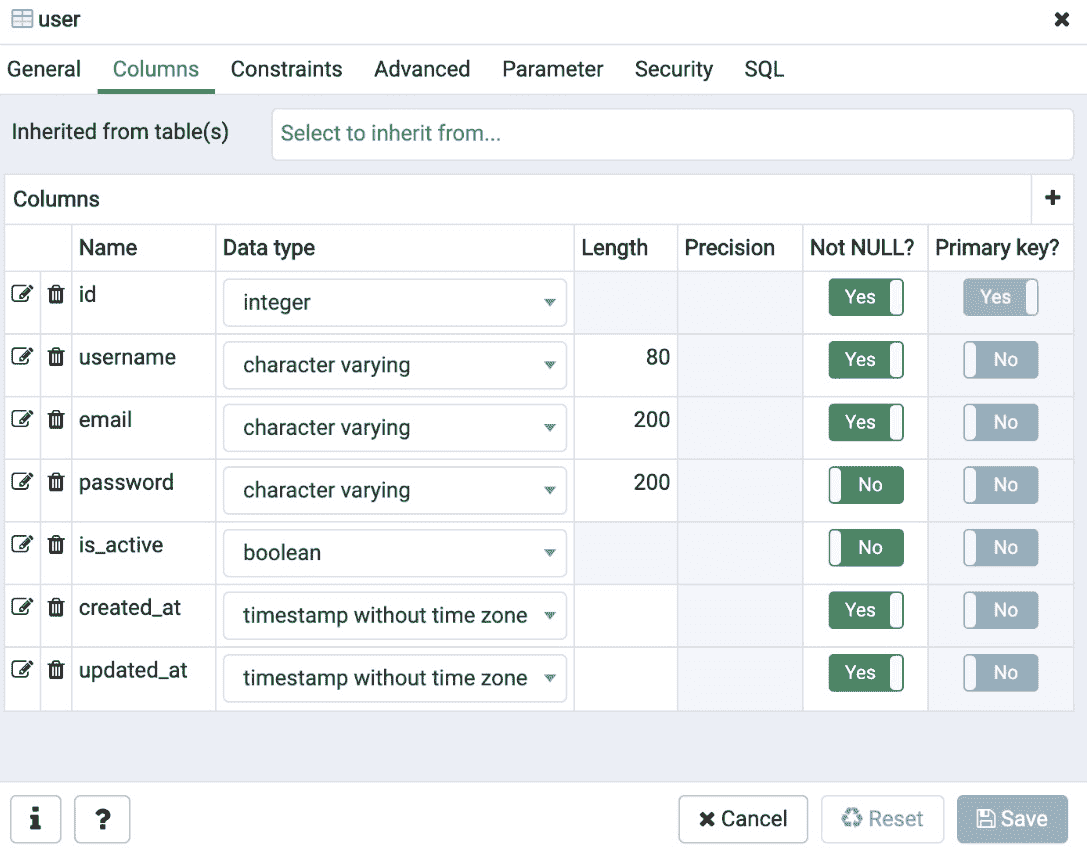 user
General Columns Constraints Advanced Parameter Security SQL
Inherited from table(s) Select to inherit from...
Columns
Name Data type Length Precision Not NULL? Primary key?
id integer Yes Yes
username character varying 80 Yes No
email character varying 200 Yes No
password character varying 200 No No
is_active boolean No No
created_at timestamp without time zone Yes No
updated_at timestamp without time zone Yes No
i ? Cancel Reset Save